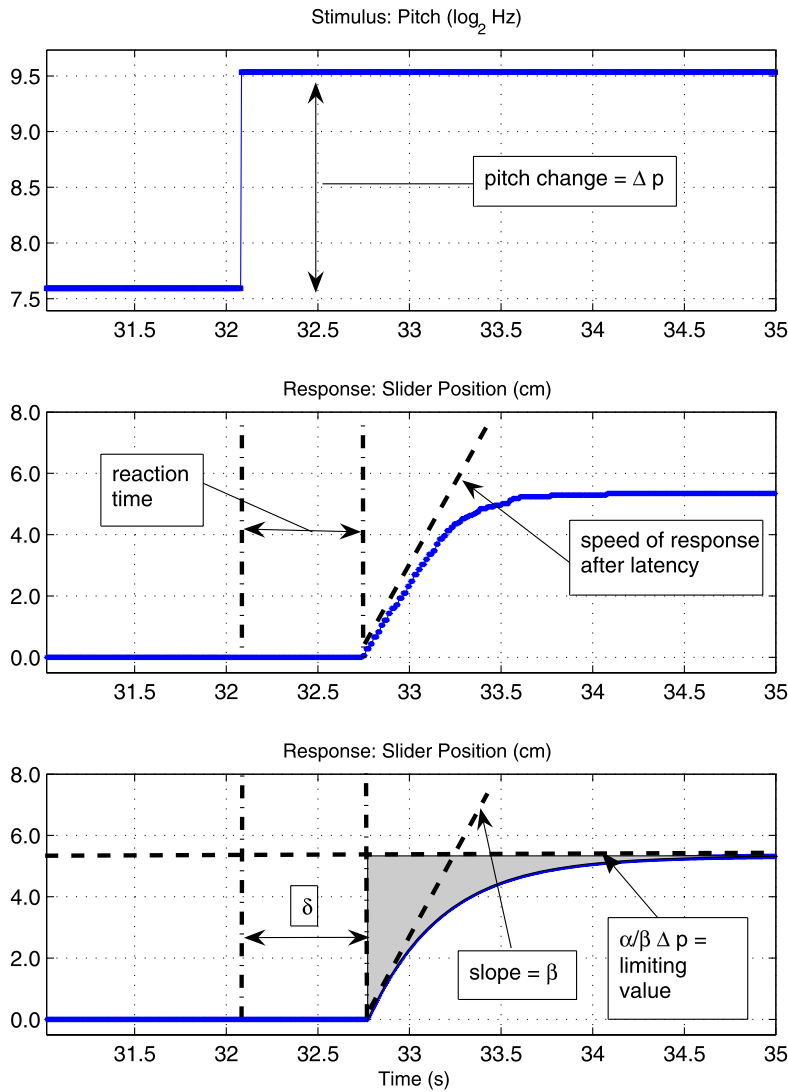 Stimulus: Pitch (log2 Hz)
9.5
9.0
8.5
8.0
7.5
pitch change = Δ p
31.5 32 32.5 33 33.5 34 34.5 35
Response: Slider Position (cm)
8.0
6.0
4.0
2.0
0.0
reaction
time
speed of response
after latency
31.5 32 32.5 33 33.5 34 34.5 35
Response: Slider Position (cm)
8.0
6.0
4.0
2.0
0.0
δ
slope = β
α/β Δ p =
limiting
value
31.5 32 32.5 33 33.5 34 34.5 35
Time (s)